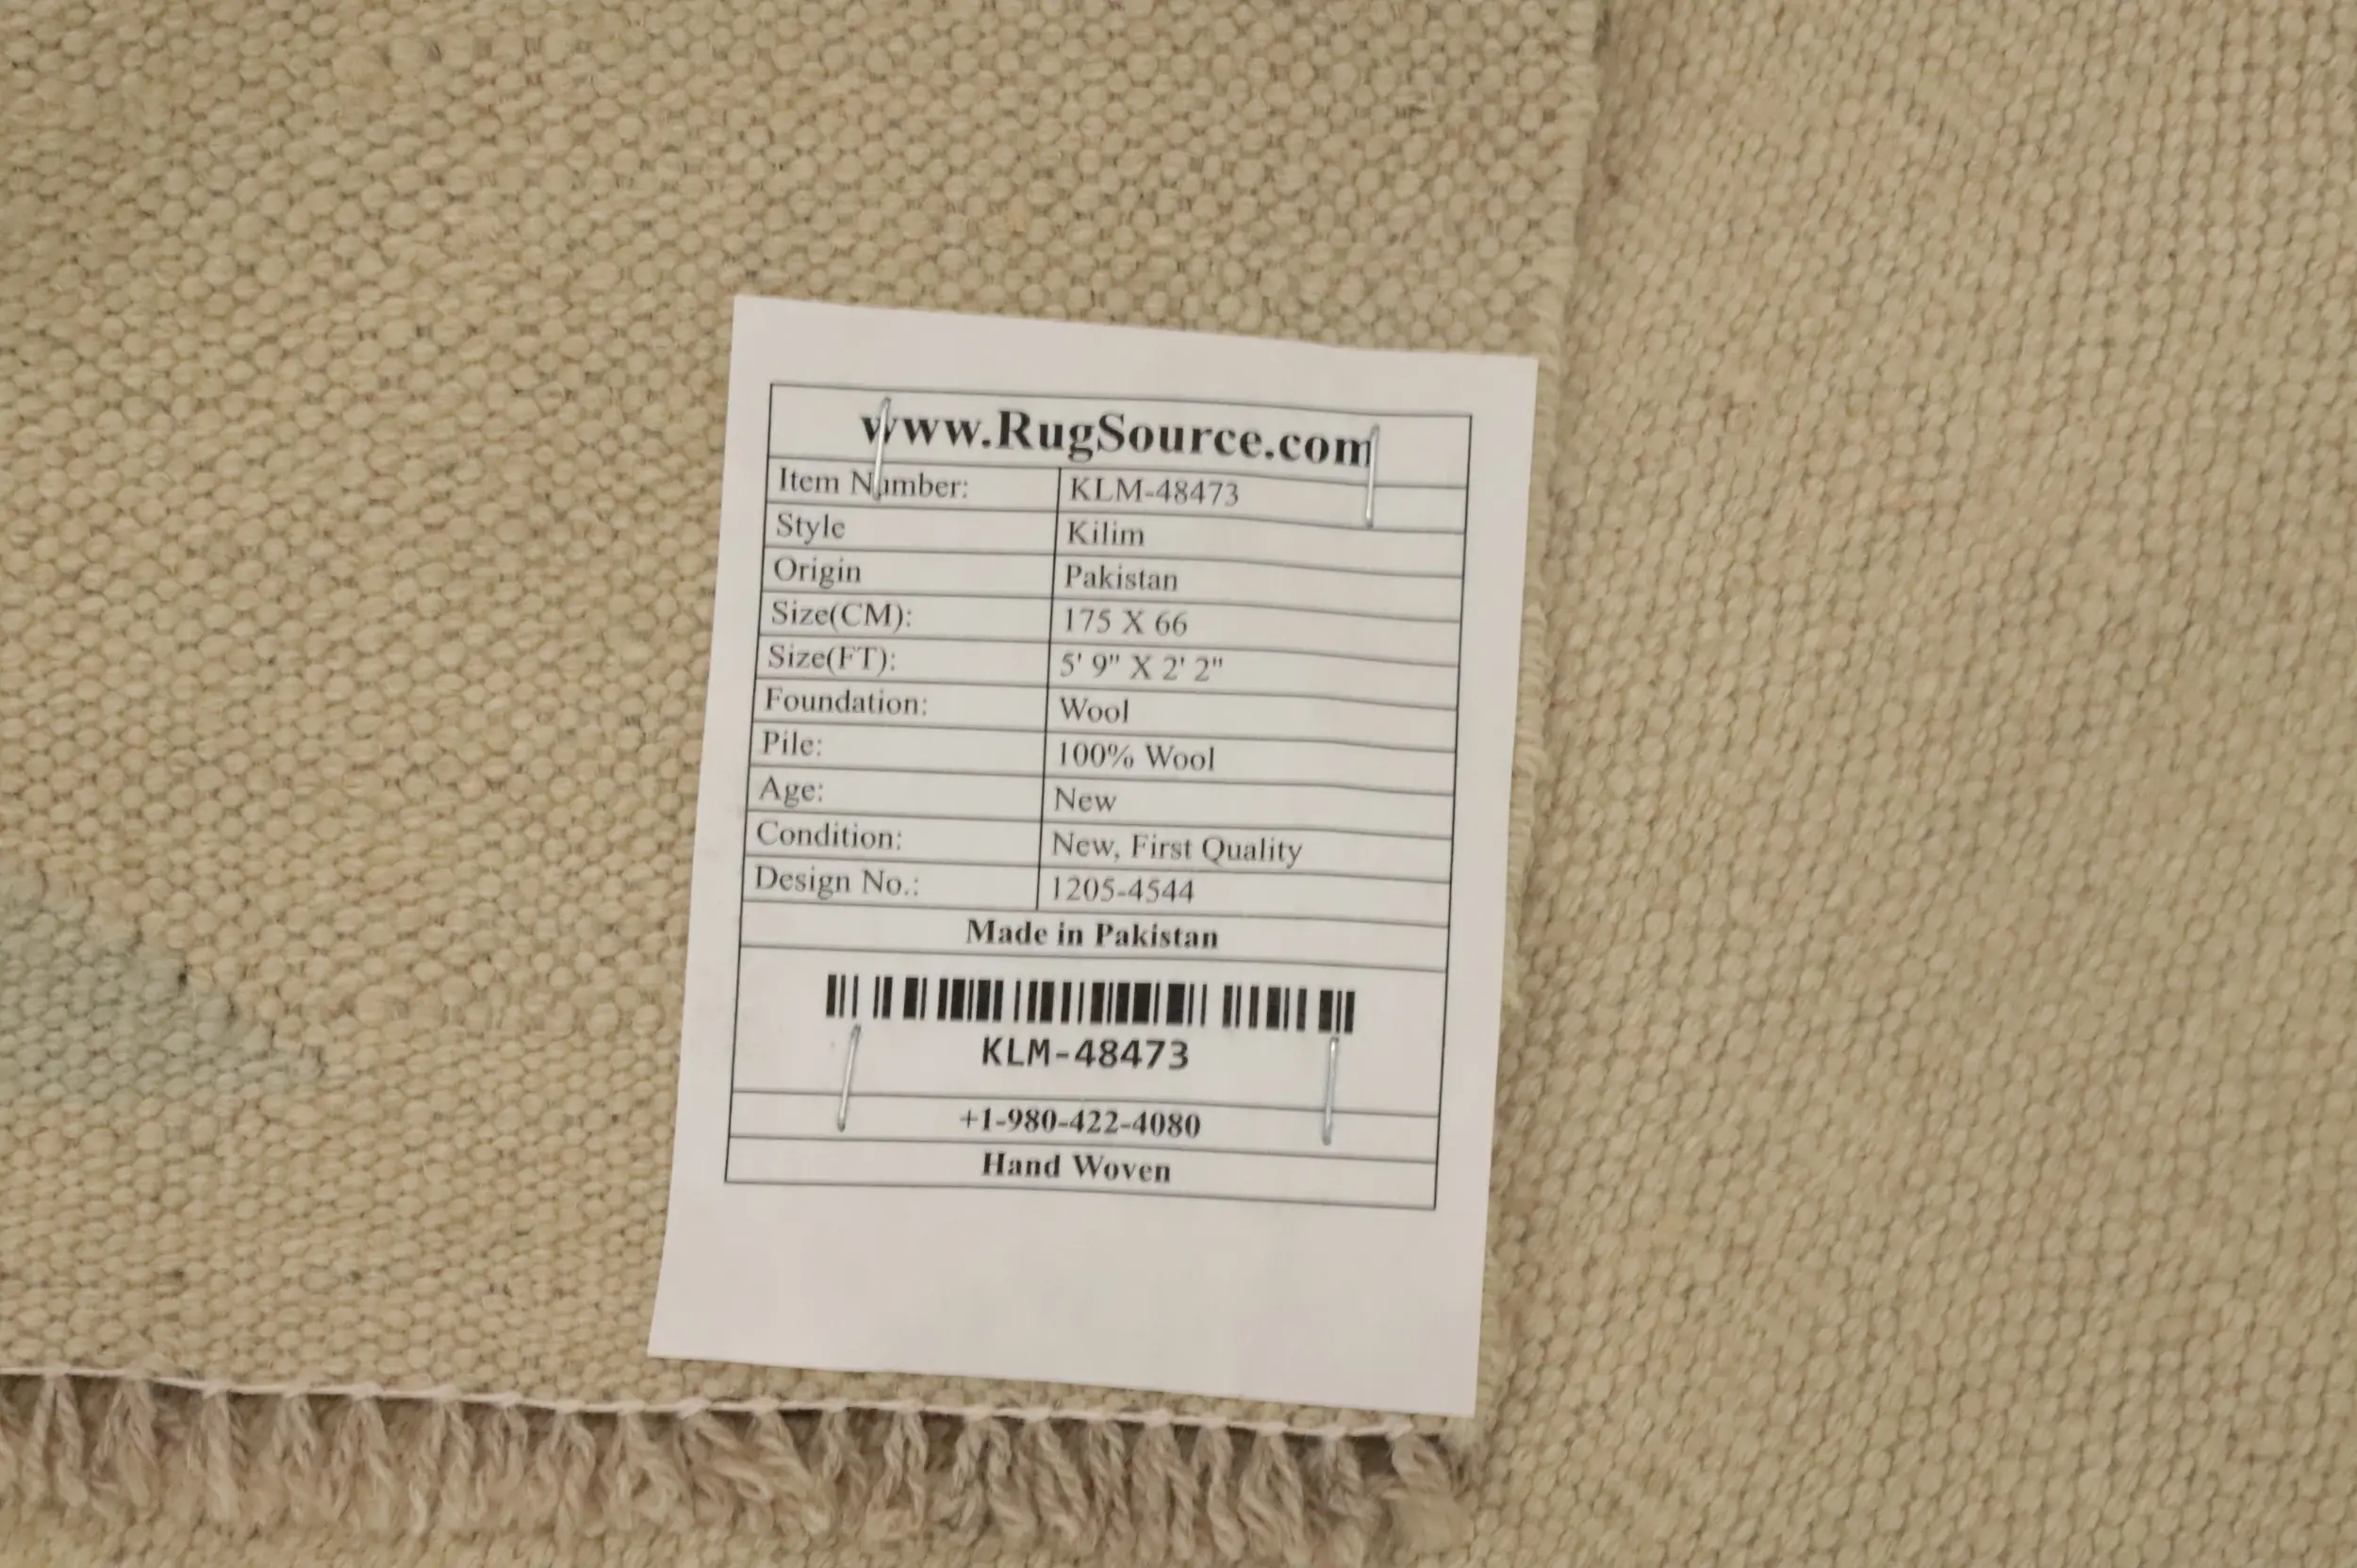 www.RugSource.com
Item Number: KLM-48473
Style Kilim
Origin Pakistan
Size(CM): 175 X 66
Size(FT): 5' 9" X 2' 2"
Foundation: Wool
Pile: 100% Wool
Age: New
Condition: New, First Quality
Design No.: 1205-4544
Made in Pakistan
KLM-48473
+1-980-422-4080
Hand Woven